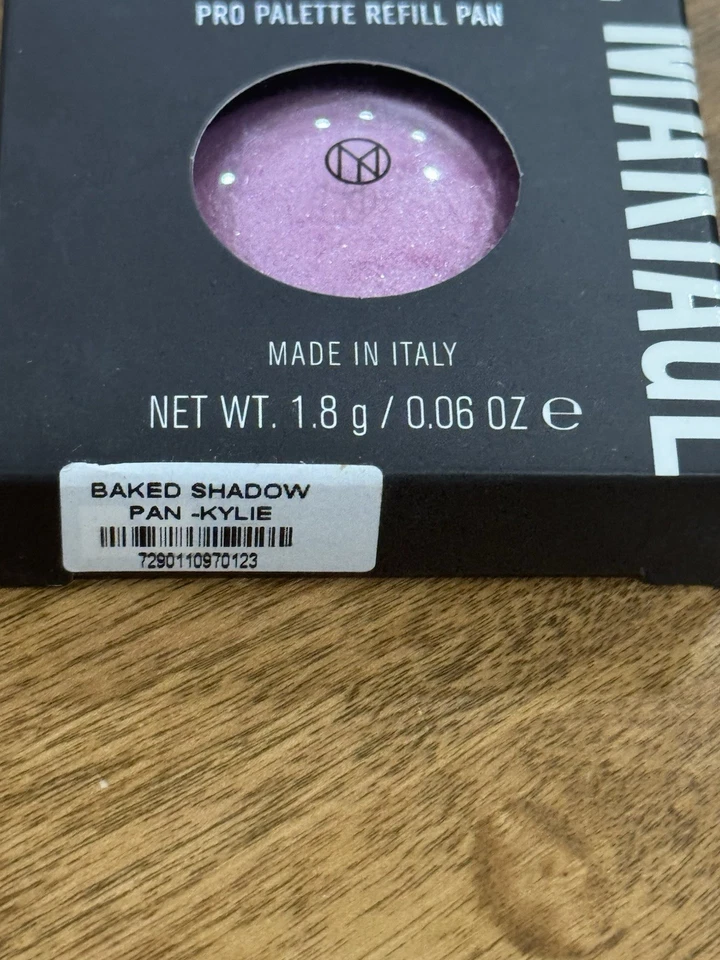 PRO PALETTE REFILL PAN
MADE IN ITALY
NET WT. 1.8 g / 0.06 OZ ℮
BAKED SHADOW
PAN -KYLIE
7290110970123